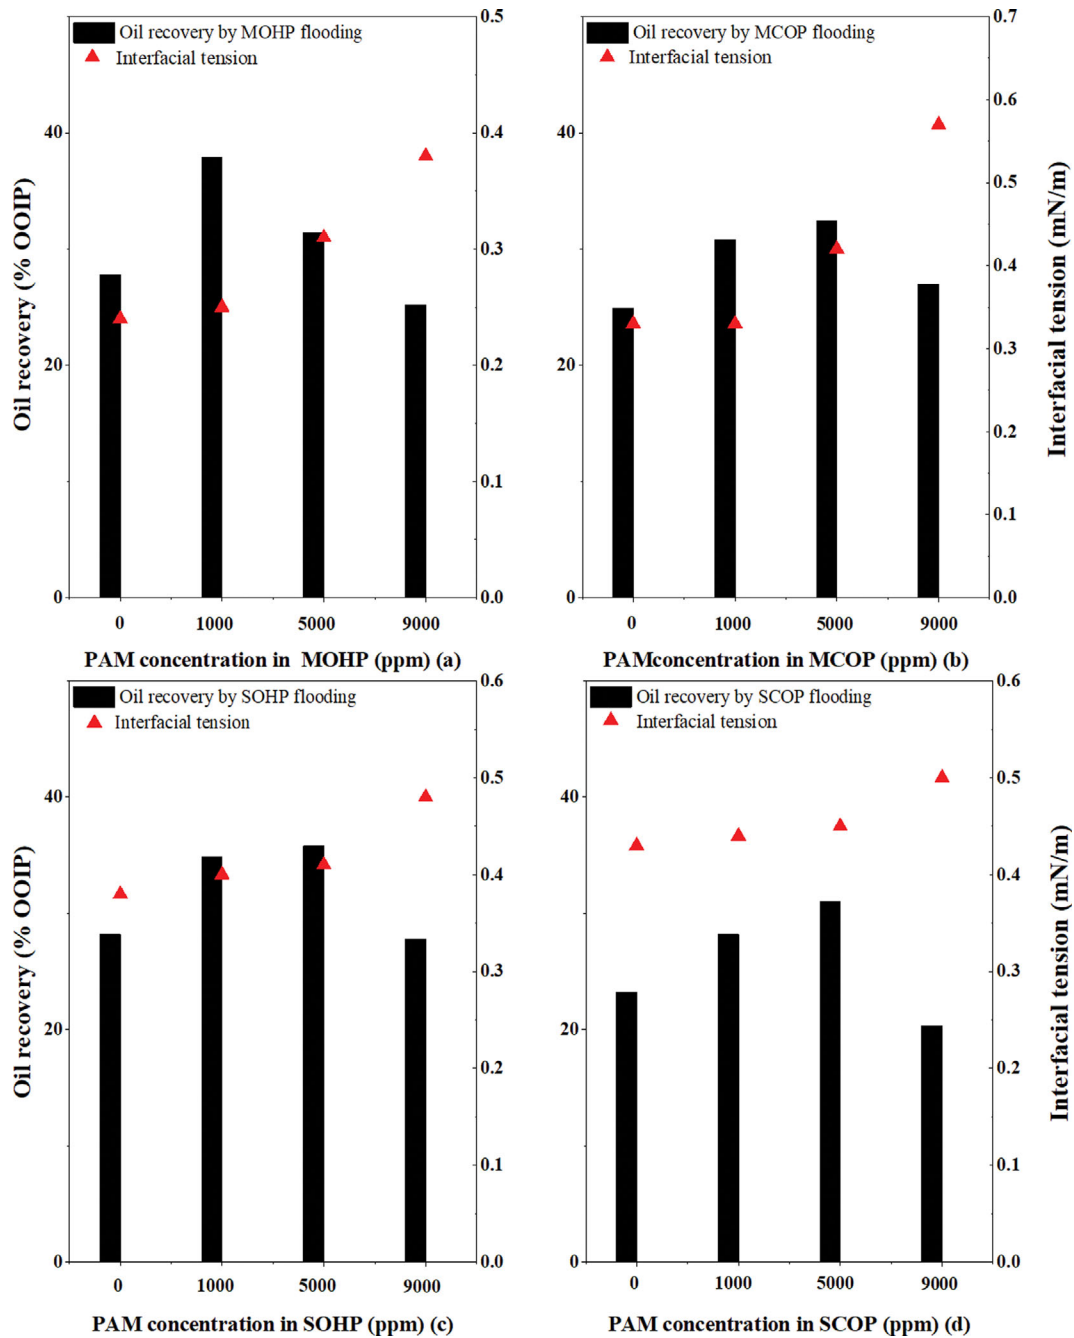 Oil recovery by MOHP flooding
Interfacial tension
0.5
0.4
0.3
0.2
0.1
0.0
40
20
0
Oil recovery (% OOIP)
0 1000 5000 9000
PAM concentration in MOHP (ppm) (a)
Oil recovery by MCOP flooding
Interfacial tension
0.7
0.6
0.5
0.4
0.3
0.2
0.1
0.0
40
20
0
Interfacial tension (mN/m)
0 1000 5000 9000
PAMconcentration in MCOP (ppm) (b)
Oil recovery by SOHP flooding
Interfacial tension
0.6
0.5
0.4
0.3
0.2
0.1
0.0
40
20
0
Oil recovery (% OOIP)
0 1000 5000 9000
PAM concentration in SOHP (ppm) (c)
Oil recovery by SCOP flooding
Interfacial tension
0.6
0.5
0.4
0.3
0.2
0.1
0.0
40
20
0
Interfacial tension (mN/m)
0 1000 5000 9000
PAM concentration in SCOP (ppm) (d)